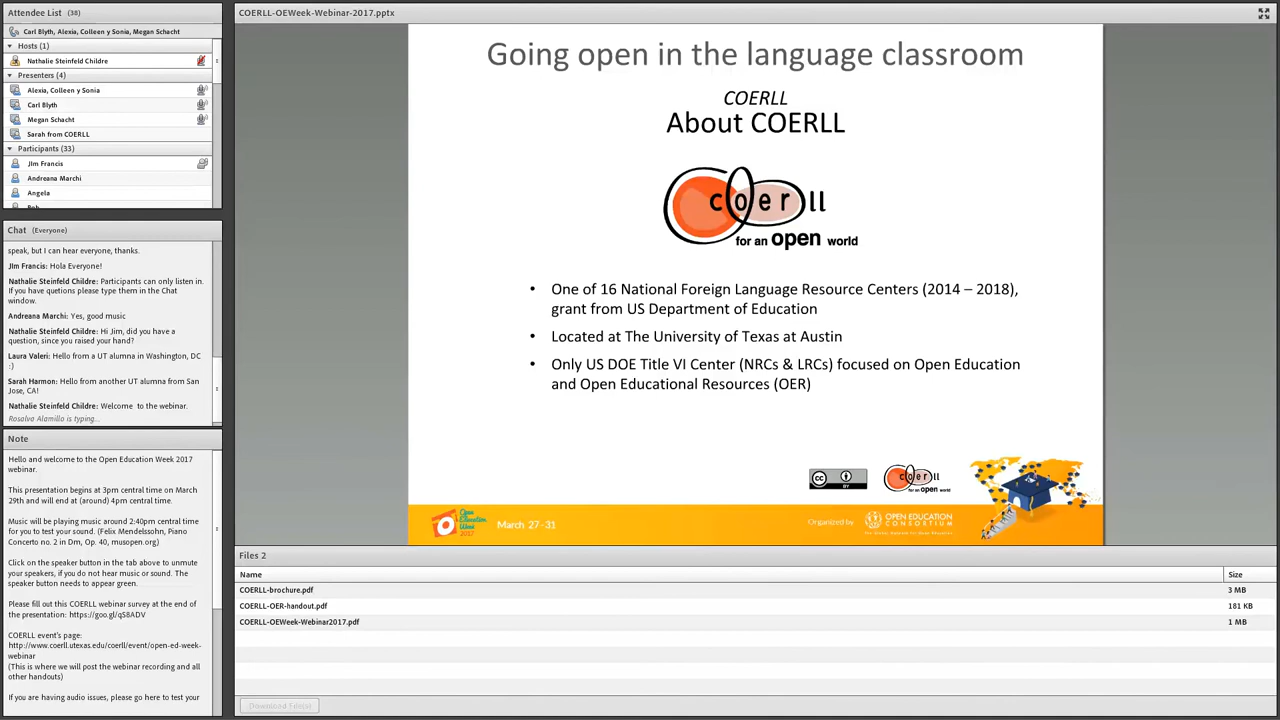 Attendee List (38)
Carl Blyth, Alexia, Colleen y Sonia, Megan Schacht
Hosts (1)
Nathalie Steinfeld Childre
Presenters (4)
Alexia, Colleen y Sonia
Carl Blyth
Megan Schacht
Sarah from COERLL
Participants (33)
Jim Francis
Andreana Marchi
Angela
Chat (Everyone)
speak, but I can hear everyone, thanks.
Jim Francis: Hola Everyone!
Nathalie Steinfeld Childre: Participants can only listen in.
If you have quetions please type them in the Chat
window.
Andreana Marchi: Yes, good music
Nathalie Steinfeld Childre: Hi Jim, did you have a
question, since you raised your hand?
Laura Valeri: Hello from a UT alumna in Washington, DC
:)
Sarah Harmon: Hello from another UT alumna from San
Jose, CA!
Nathalie Steinfeld Childre: Welcome to the webinar.
Rosalva Alamillo is typing...
Note
Hello and welcome to the Open Education Week 2017
webinar.
This presentation begins at 3pm central time on March
29th and will end at (around) 4pm central time.
Music will be playing music around 2:40pm central time
for you to test your sound. (Felix Mendelssohn, Piano
Concerto no. 2 in Dm, Op. 40, musopen.org)
Click on the speaker button in the tab above to unmute
your speakers, if you do not hear music or sound. The
speaker button needs to appear green.
Please fill out this COERLL webinar survey at the end of
the presentation: https://goo.gl/qS8ADV
COERLL event's page:
http://www.coerll.utexas.edu/coerll/event/open-ed-week-
webinar
(This is where we will post the webinar recording and all
other handouts)
If you are having audio issues, please go here to test your
COERLL-OEWeek-Webinar-2017.pptx
Going open in the language classroom
COERLL
About COERLL
coerll
for an open world
• One of 16 National Foreign Language Resource Centers (2014 – 2018),
grant from US Department of Education
• Located at The University of Texas at Austin
• Only US DOE Title VI Center (NRCs & LRCs) focused on Open Education
and Open Educational Resources (OER)
cc BY
coerll
for an open world
Open Education Week 2017
March 27-31
Organized by
OPEN EDUCATION
CONSORTIUM
Files 2
Name Size
COERLL-brochure.pdf 3 MB
COERLL-OER-handout.pdf 181 KB
COERLL-OEWeek-Webinar2017.pdf 1 MB
Download File(s)